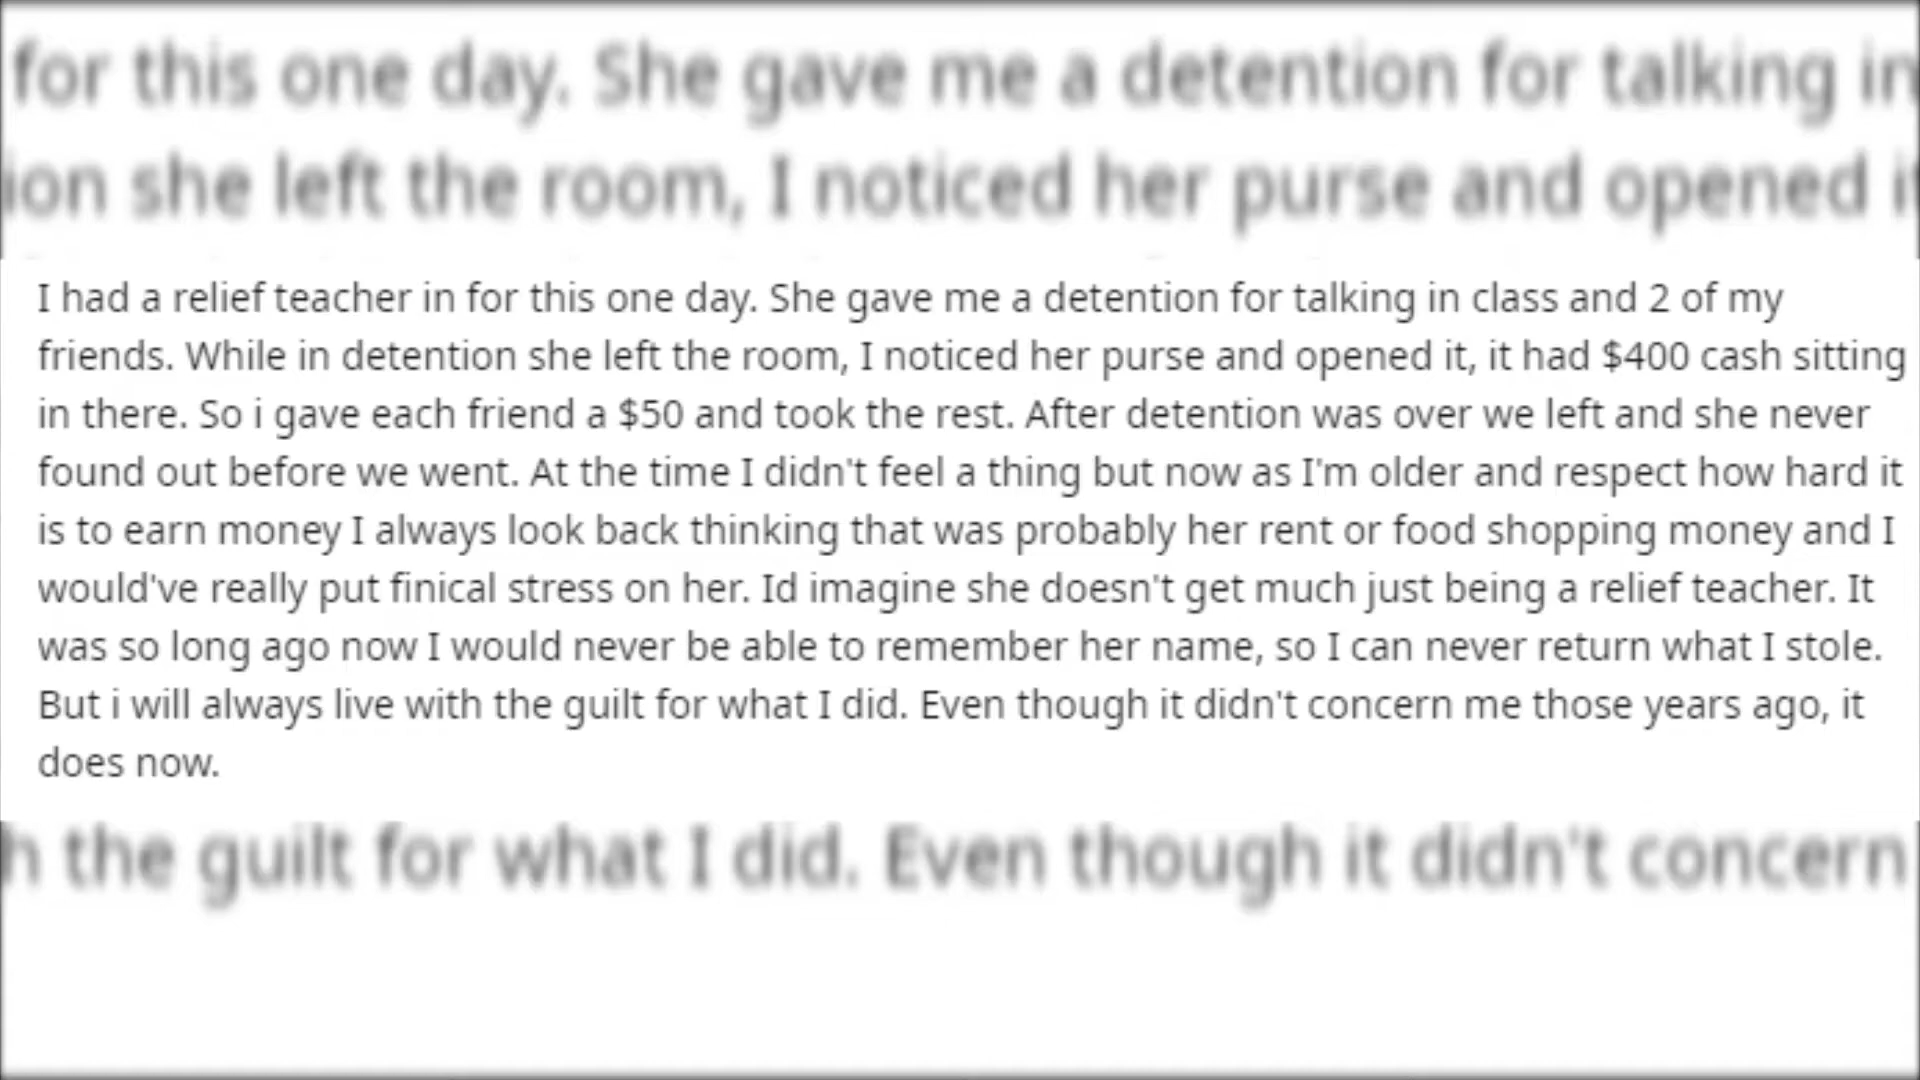 for this one day. She gave me a detention for talking in
ion she left the room, I noticed her purse and opened it
I had a relief teacher in for this one day. She gave me a detention for talking in class and 2 of my
friends. While in detention she left the room, I noticed her purse and opened it, it had $400 cash sitting
in there. So i gave each friend a $50 and took the rest. After detention was over we left and she never
found out before we went. At the time I didn't feel a thing but now as I'm older and respect how hard it
is to earn money I always look back thinking that was probably her rent or food shopping money and I
would've really put finical stress on her. Id imagine she doesn't get much just being a relief teacher. It
was so long ago now I would never be able to remember her name, so I can never return what I stole.
But i will always live with the guilt for what I did. Even though it didn't concern me those years ago, it
does now.
h the guilt for what I did. Even though it didn't concern